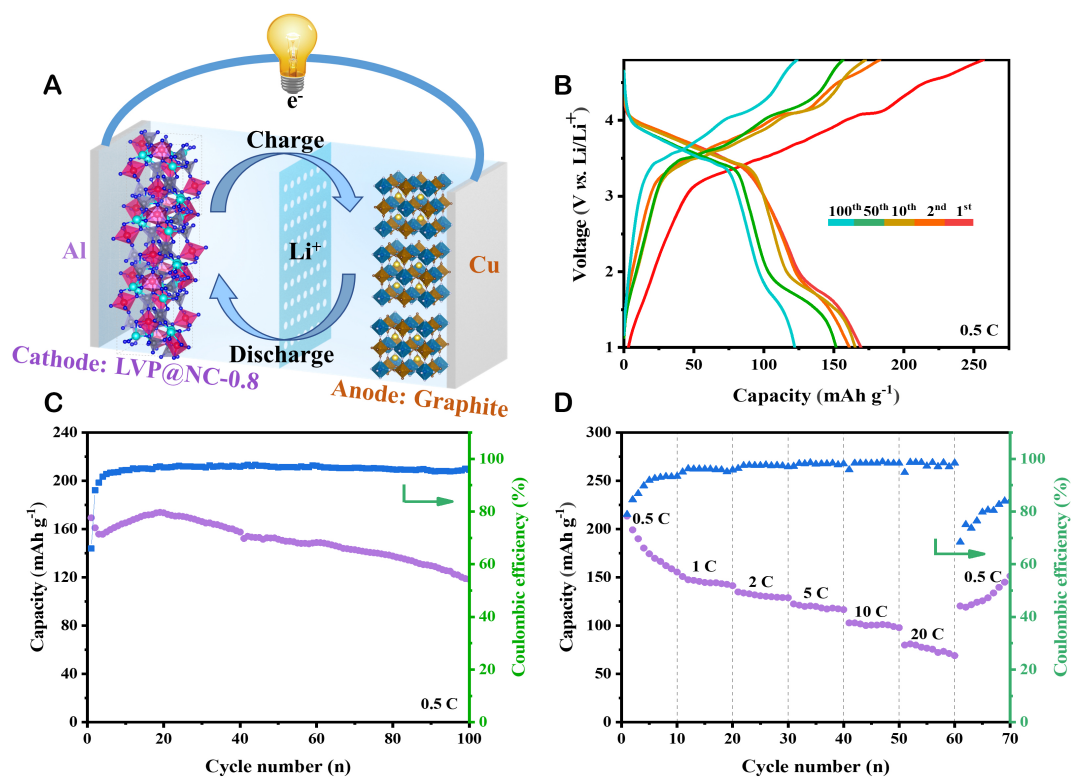 A
e-
Charge
Al
Li+
Cu
Discharge
Cathode: LVP@NC-0.8
Anode: Graphite
B
Voltage (V vs. Li/Li+)
4
3
2
1
100th 50th 10th 2nd 1st
0.5 C
0 50 100 150 200 250
Capacity (mAh g-1)
C
Capacity (mAh g-1)
240
200
160
120
80
40
0
0.5 C
0 20 40 60 80 100
Cycle number (n)
100
80
60
40
20
0
Coulombic efficiency (%)
D
Capacity (mAh g-1)
300
250
200
150
100
50
0
0.5 C
1 C
2 C
5 C
10 C
20 C
0.5 C
0 10 20 30 40 50 60 70
Cycle number (n)
100
80
60
40
20
0
Coulombic efficiency (%)